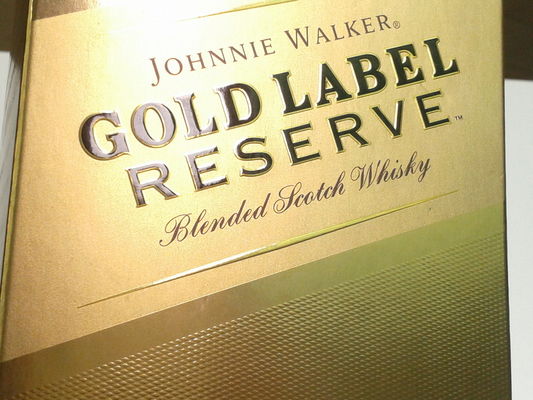 JOHNNIE WALKER®
GOLD LABEL
RESERVE™
Blended Scotch Whisky